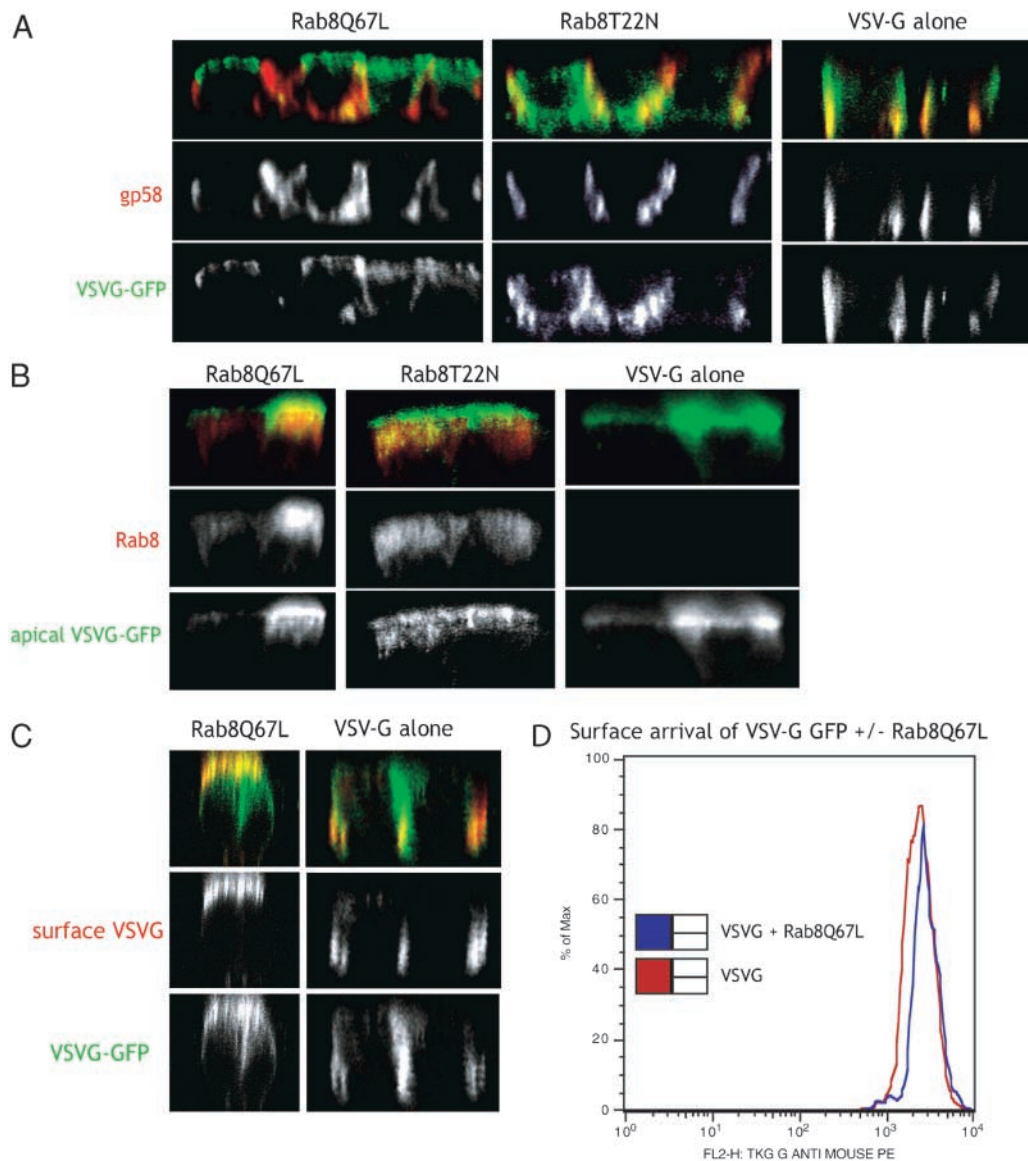 A
Rab8Q67L
Rab8T22N
VSV-G alone
gp58
VSVG-GFP
B
Rab8Q67L
Rab8T22N
VSV-G alone
Rab8
apical VSVG-GFP
C
Rab8Q67L
VSV-G alone
surface VSVG
VSVG-GFP
D
Surface arrival of VSV-G GFP +/- Rab8Q67L
100
80
60
40
20
0
% of Max
VSVG + Rab8Q67L
VSVG
10^0
10^1
10^2
10^3
10^4
FL2-H: TKG G ANTI MOUSE PE